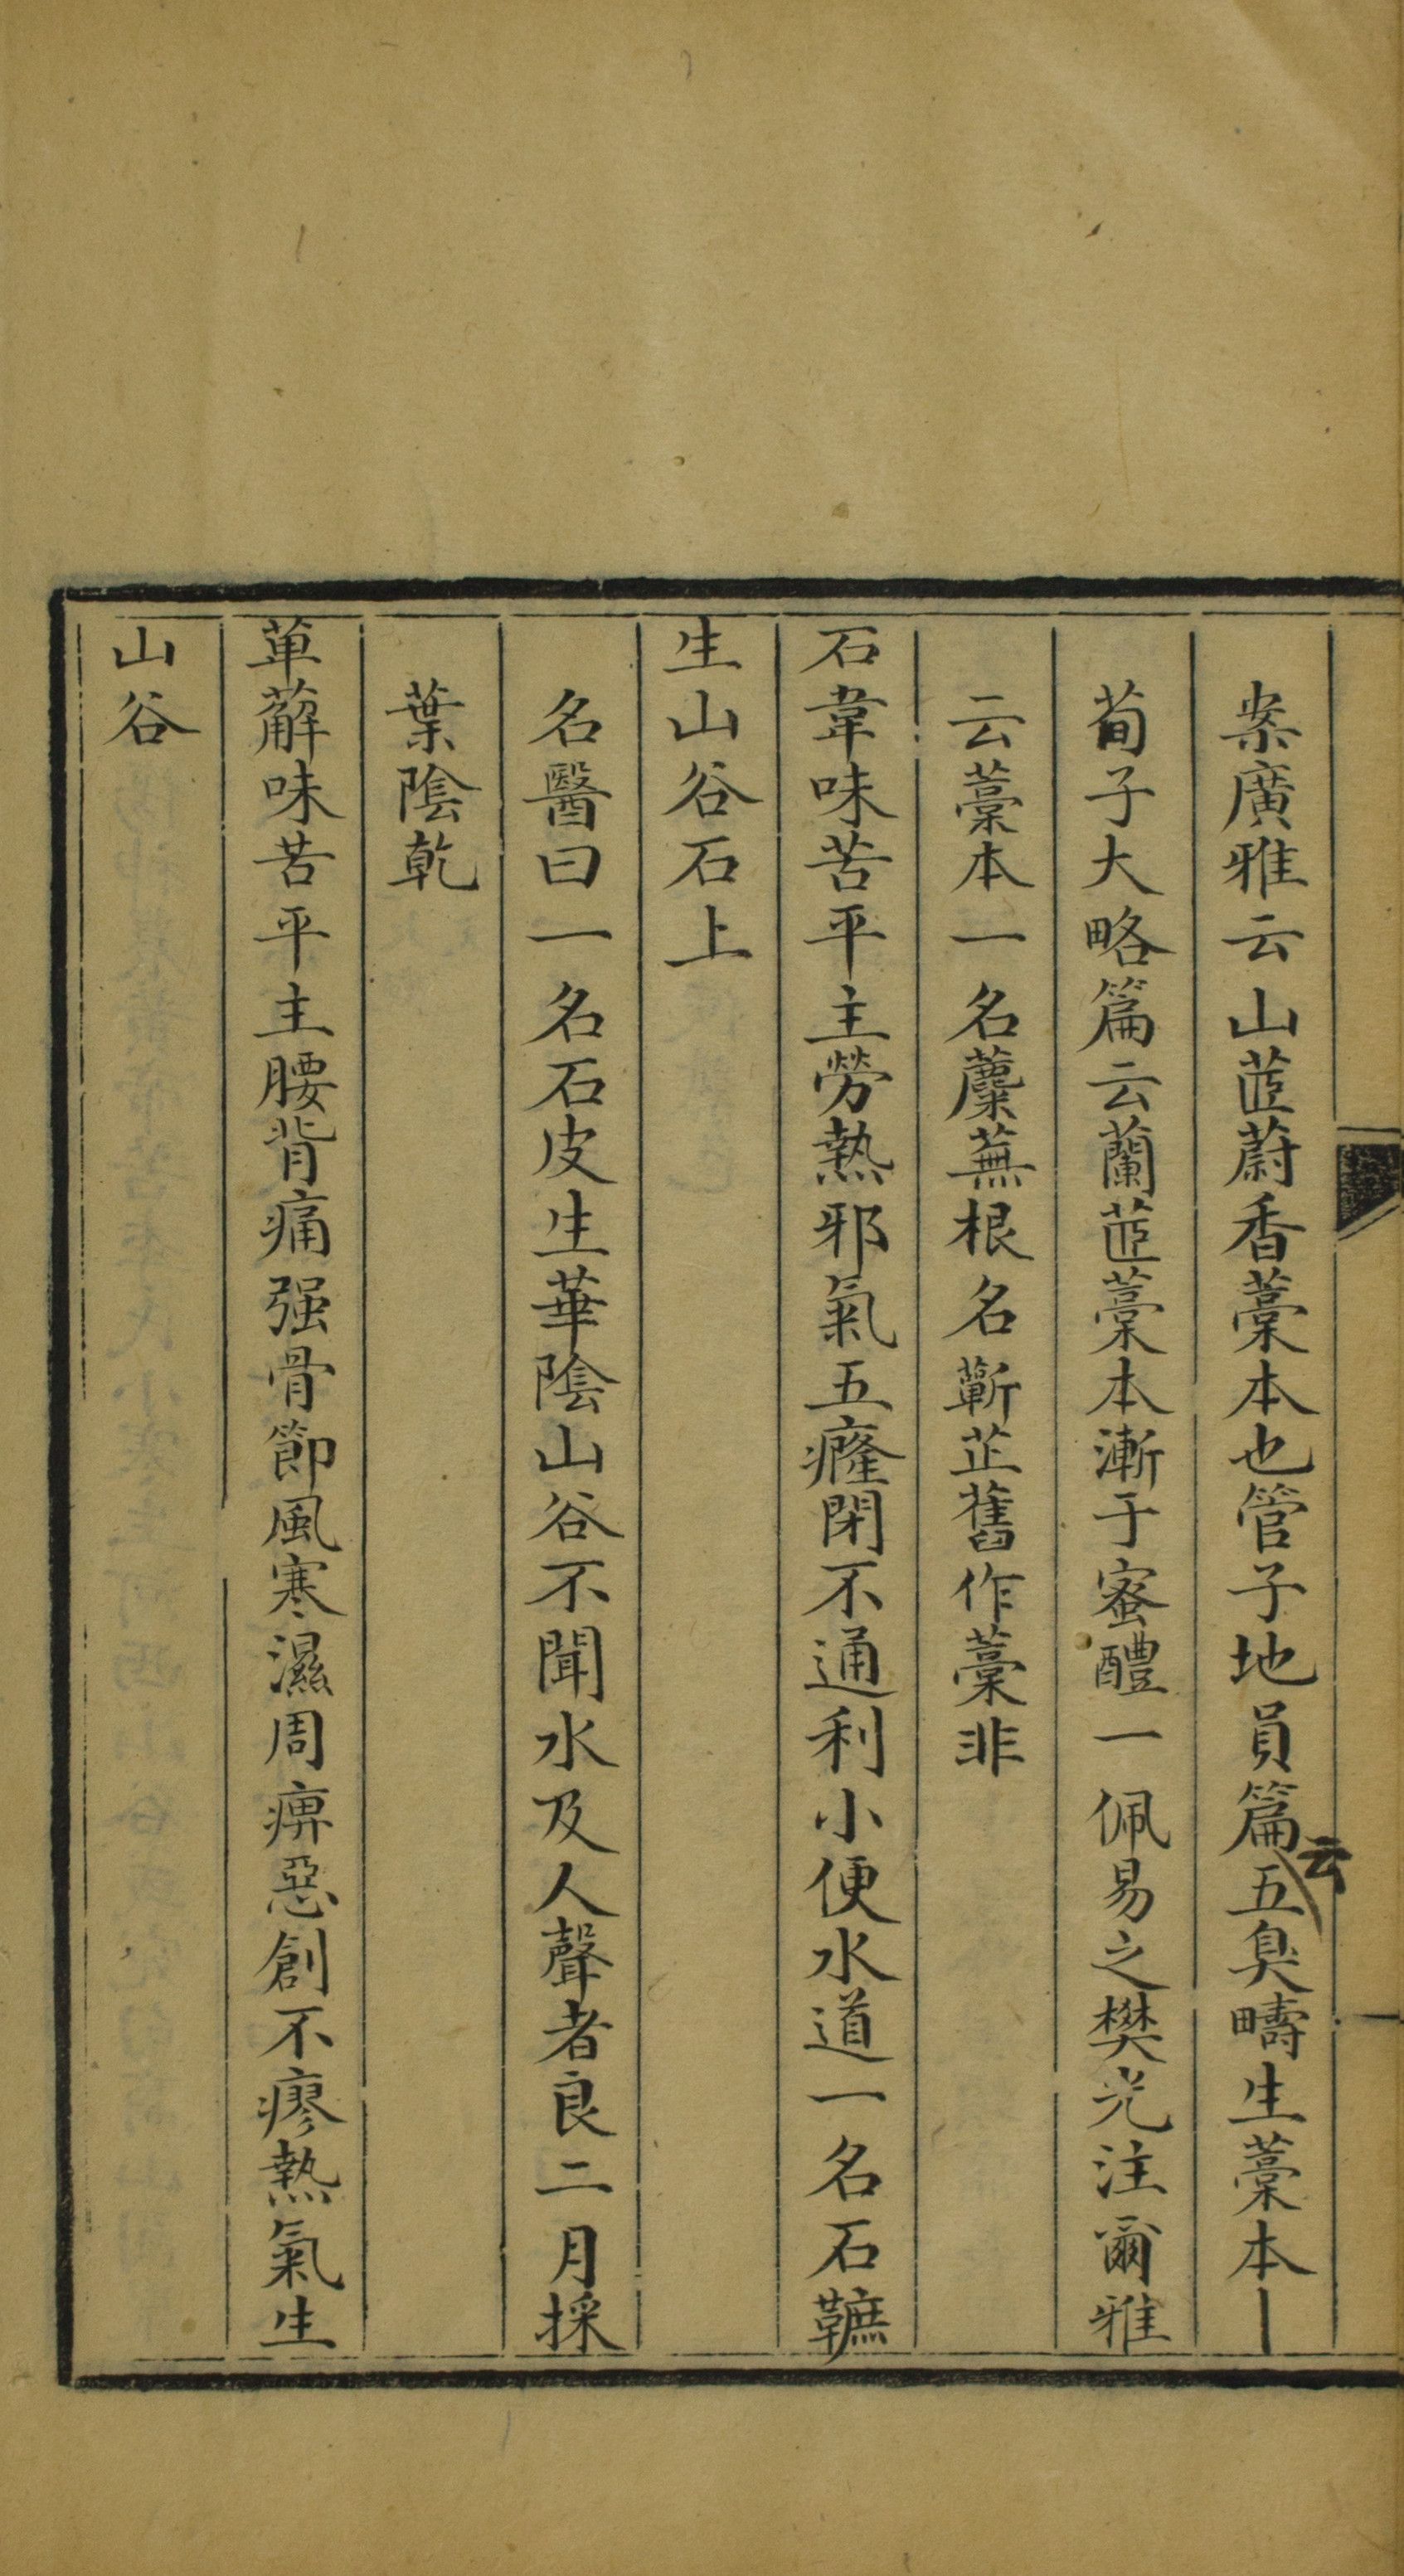 案廣雅云山茝蔚香藁本也管子地員篇云五臭疇生藁本
荀子大略篇云蘭茝藁本漸于蜜醴一佩易之樊光注爾雅
云藁本一名蘪蕪根名蘄芷舊作藳非
石韋味苦平主勞熱邪氣五癃閉不通利小便水道一名石䩾
生山谷石上
名醫曰一名石皮生華陰山谷不聞水及人聲者良二月採
葉陰乾
萆薢味苦平主腰背痛强骨節風寒濕周痹惡創不瘳熱氣生
山谷